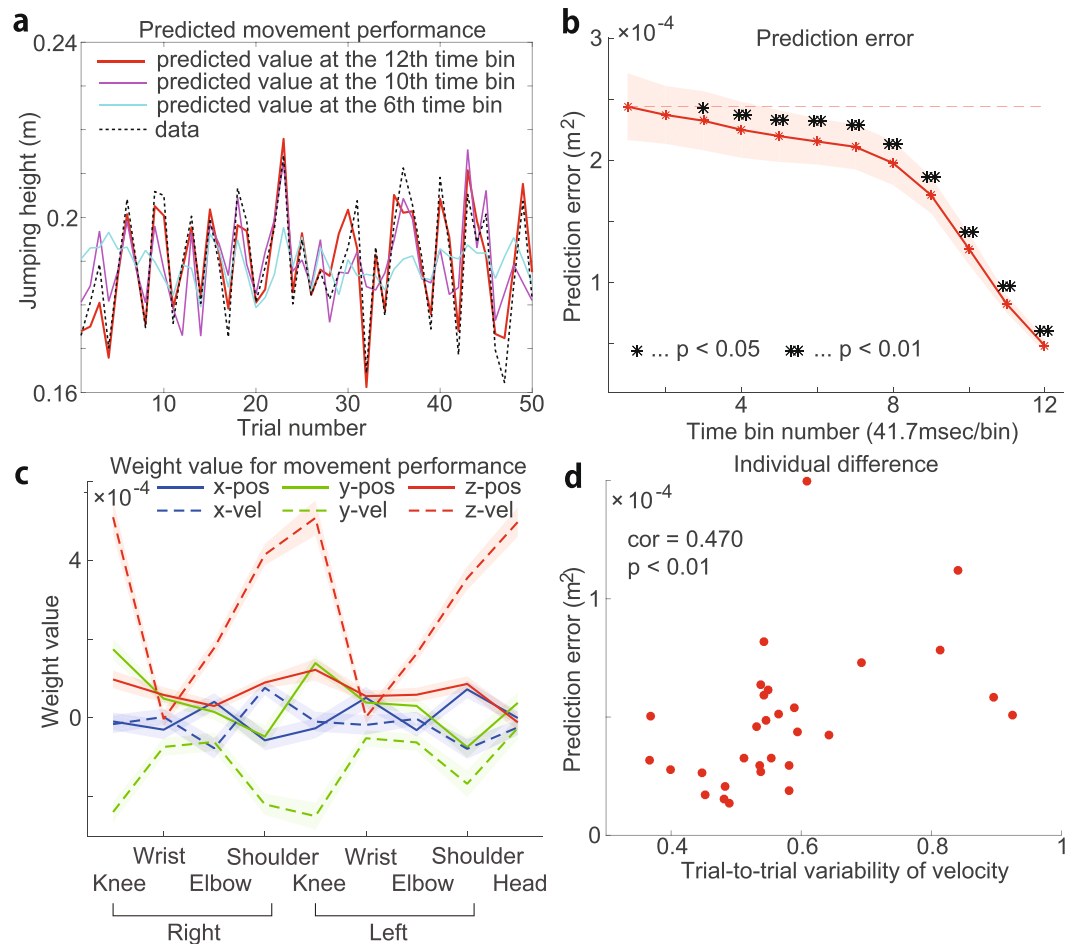 a
Predicted movement performance
0.24
predicted value at the 12th time bin
predicted value at the 10th time bin
predicted value at the 6th time bin
data
Jumping height (m)
0.2
0.16
10
20
30
40
50
Trial number
b
×10⁻⁴
Prediction error
3
2
1
Prediction error (m²)
** ... p < 0.01
* ... p < 0.05
4
8
12
Time bin number (41.7msec/bin)
c
Weight value for movement performance
×10⁻⁴
x-pos
y-pos
z-pos
x-vel
y-vel
z-vel
4
0
Weight value
Wrist
Shoulder
Wrist
Shoulder
Knee
Elbow
Knee
Elbow
Head
Right
Left
d
Individual difference
×10⁻⁴
cor = 0.470
p < 0.01
Prediction error (m²)
1
0
0.4
0.6
0.8
1
Trial-to-trial variability of velocity